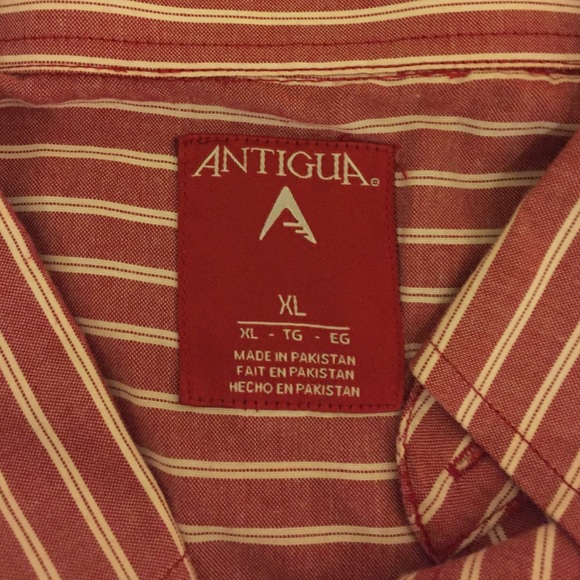 ANTIGUA®
XL
XL - TG - EG
MADE IN PAKISTAN
FAIT EN PAKISTAN
HECHO EN PAKISTAN